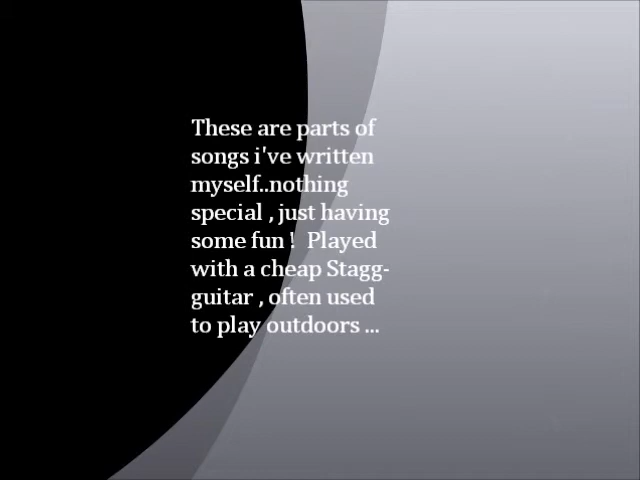 These are parts of
songs i've written
myself..nothing
special , just having
some fun !  Played
with a cheap Stagg-
guitar , often used
to play outdoors ...